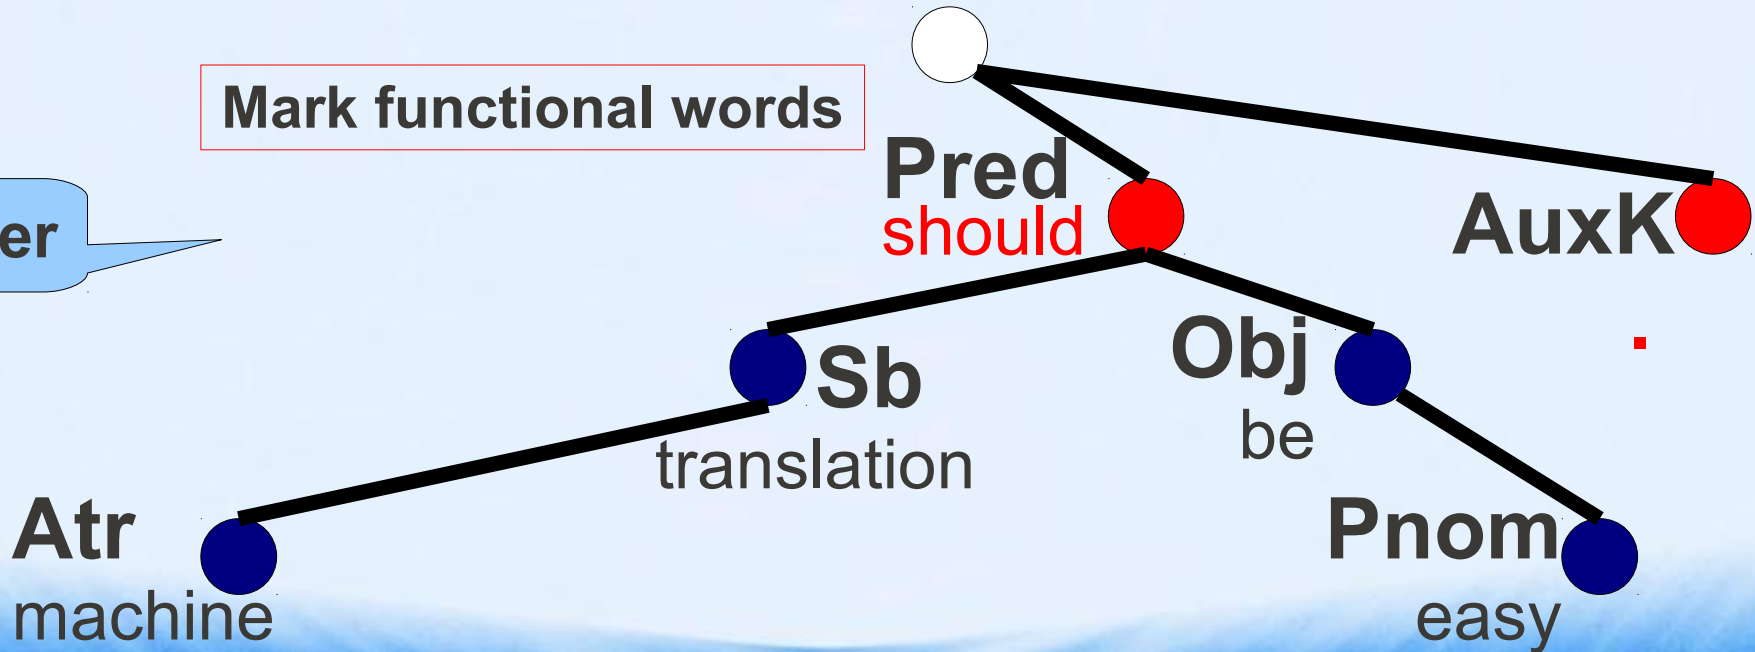 Mark functional words
Pred
should
AuxK
er
Sb
translation
Obj
be
.
Atr
machine
Pnom
easy